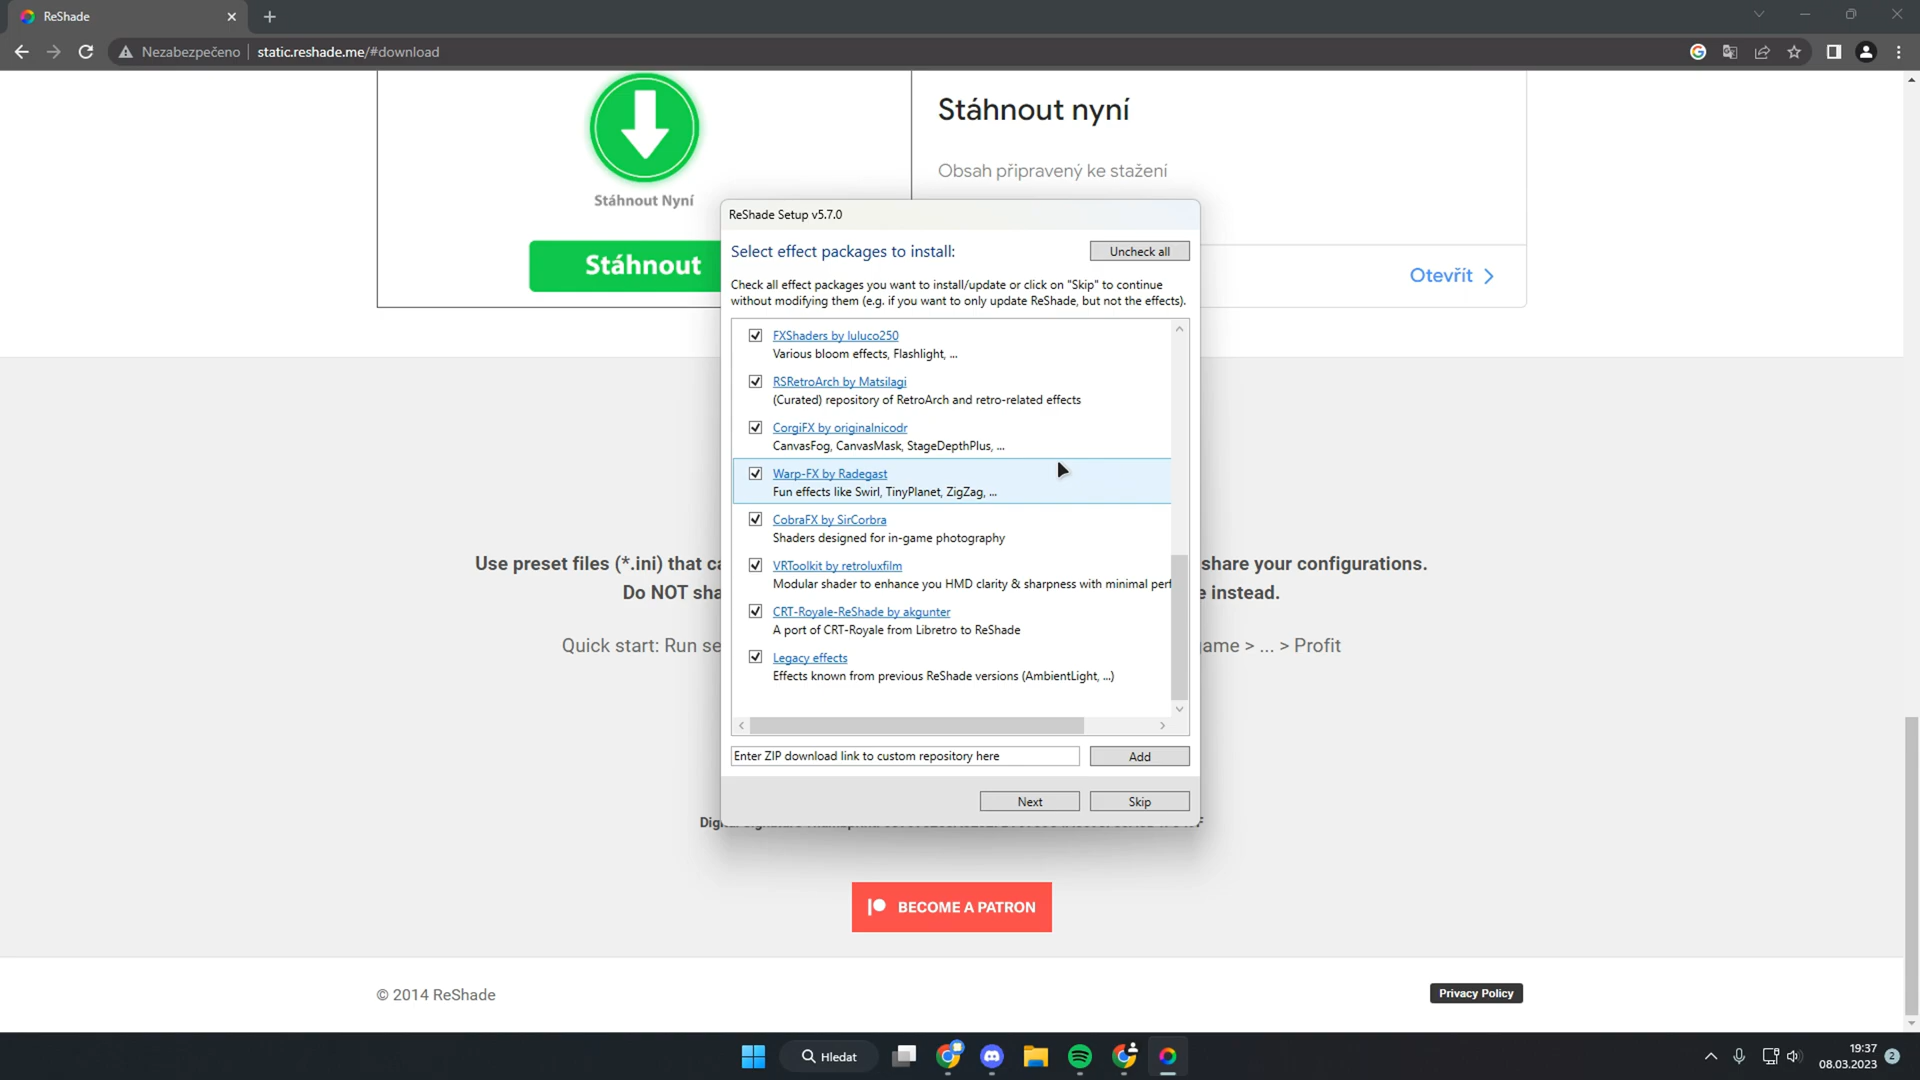 ReShade
Nezabezpečeno
static.reshade.me/#download
Stáhnout Nyní
Stáhnout
Stáhnout nyní
Obsah připravený ke stažení
Otevřít
ReShade Setup v5.7.0
Select effect packages to install:
Uncheck all
Check all effect packages you want to install/update or click on "Skip" to continue
without modifying them (e.g. if you want to only update ReShade, but not the effects).
FXShaders by luluco250
Various bloom effects, Flashlight, ...
RSRetroArch by Matsilagi
(Curated) repository of RetroArch and retro-related effects
CorgiFX by originalnicodr
CanvasFog, CanvasMask, StageDepthPlus, ...
Warp-FX by Radegast
Fun effects like Swirl, TinyPlanet, ZigZag, ...
CobraFX by SirCorbra
Shaders designed for in-game photography
VRToolkit by retroluxfilm
Modular shader to enhance you HMD clarity & sharpness with minimal perf
CRT-Royale-ReShade by akgunter
A port of CRT-Royale from Libretro to ReShade
Legacy effects
Effects known from previous ReShade versions (AmbientLight, ...)
Enter ZIP download link to custom repository here
Add
Next
Skip
Use preset files (*.ini) that ca
share your configurations.
Do NOT sha
e instead.
Quick start: Run se
ame > ... > Profit
BECOME A PATRON
© 2014 ReShade
Privacy Policy
Hledat
19:37
08.03.2023
2